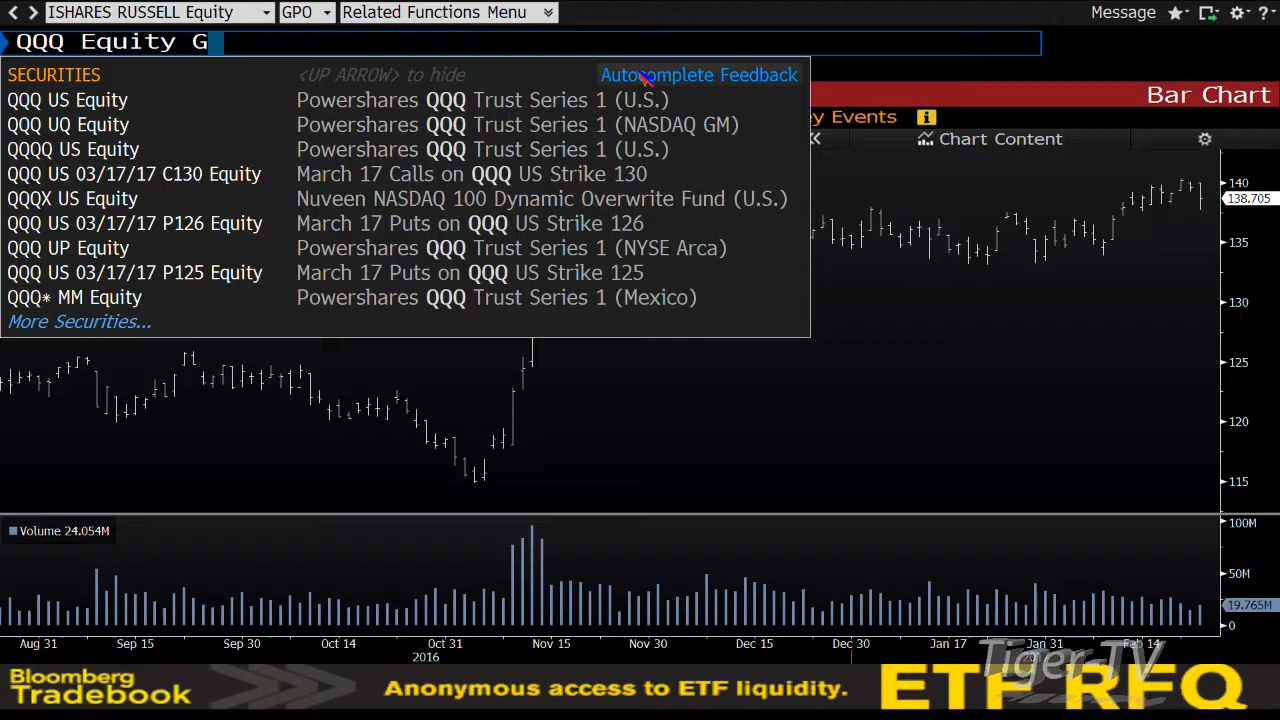 ISHARES RUSSELL Equity GPO Related Functions Menu Message
QQQ Equity G
SECURITIES <UP ARROW> to hide Autocomplete Feedback
QQQ US Equity Powershares QQQ Trust Series 1 (U.S.)
QQQ UQ Equity Powershares QQQ Trust Series 1 (NASDAQ GM)
QQQQ US Equity Powershares QQQ Trust Series 1 (U.S.)
QQQ US 03/17/17 C130 Equity March 17 Calls on QQQ US Strike 130
QQQX US Equity Nuveen NASDAQ 100 Dynamic Overwrite Fund (U.S.)
QQQ US 03/17/17 P126 Equity March 17 Puts on QQQ US Strike 126
QQQ UP Equity Powershares QQQ Trust Series 1 (NYSE Arca)
QQQ US 03/17/17 P125 Equity March 17 Puts on QQQ US Strike 125
QQQ* MM Equity Powershares QQQ Trust Series 1 (Mexico)
More Securities...
Bar Chart
y Events
Chart Content
140
138.705
135
130
125
120
115
Volume 24.054M
100M
50M
19.765M
0
Aug 31 Sep 15 Sep 30 Oct 14 Oct 31 Nov 15 Nov 30 Dec 15 Dec 30 Jan 17 Jan 31 Feb 14
2016
Tiger-TV
Bloomberg
Tradebook
Anonymous access to ETF liquidity.
ETF RFQ